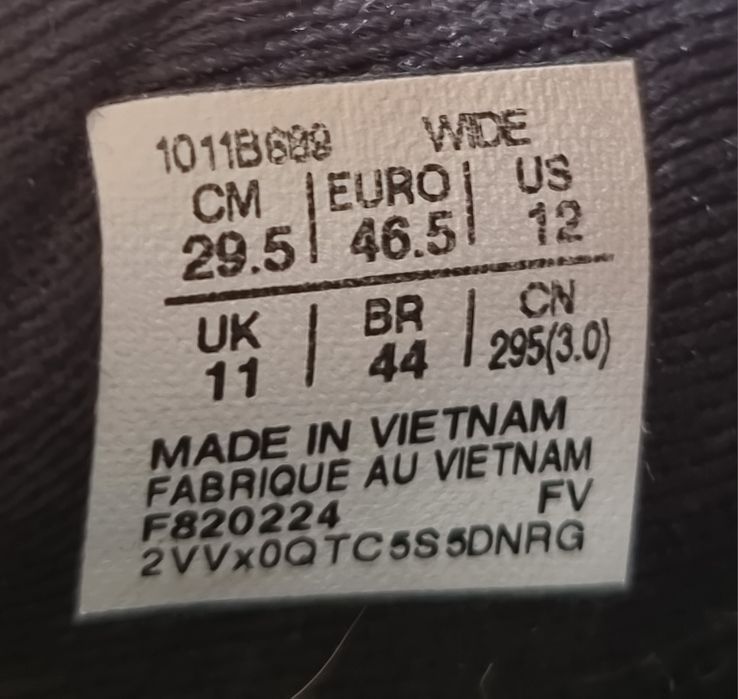 WIDE
CM | EURO | US
29.5 | 46.5 | 12
UK | BR | CN
11 | 44 | 295(3.0)
MADE IN VIETNAM
FABRIQUE AU VIETNAM
F820224 FV
2VVx0QTC5S5DNRG